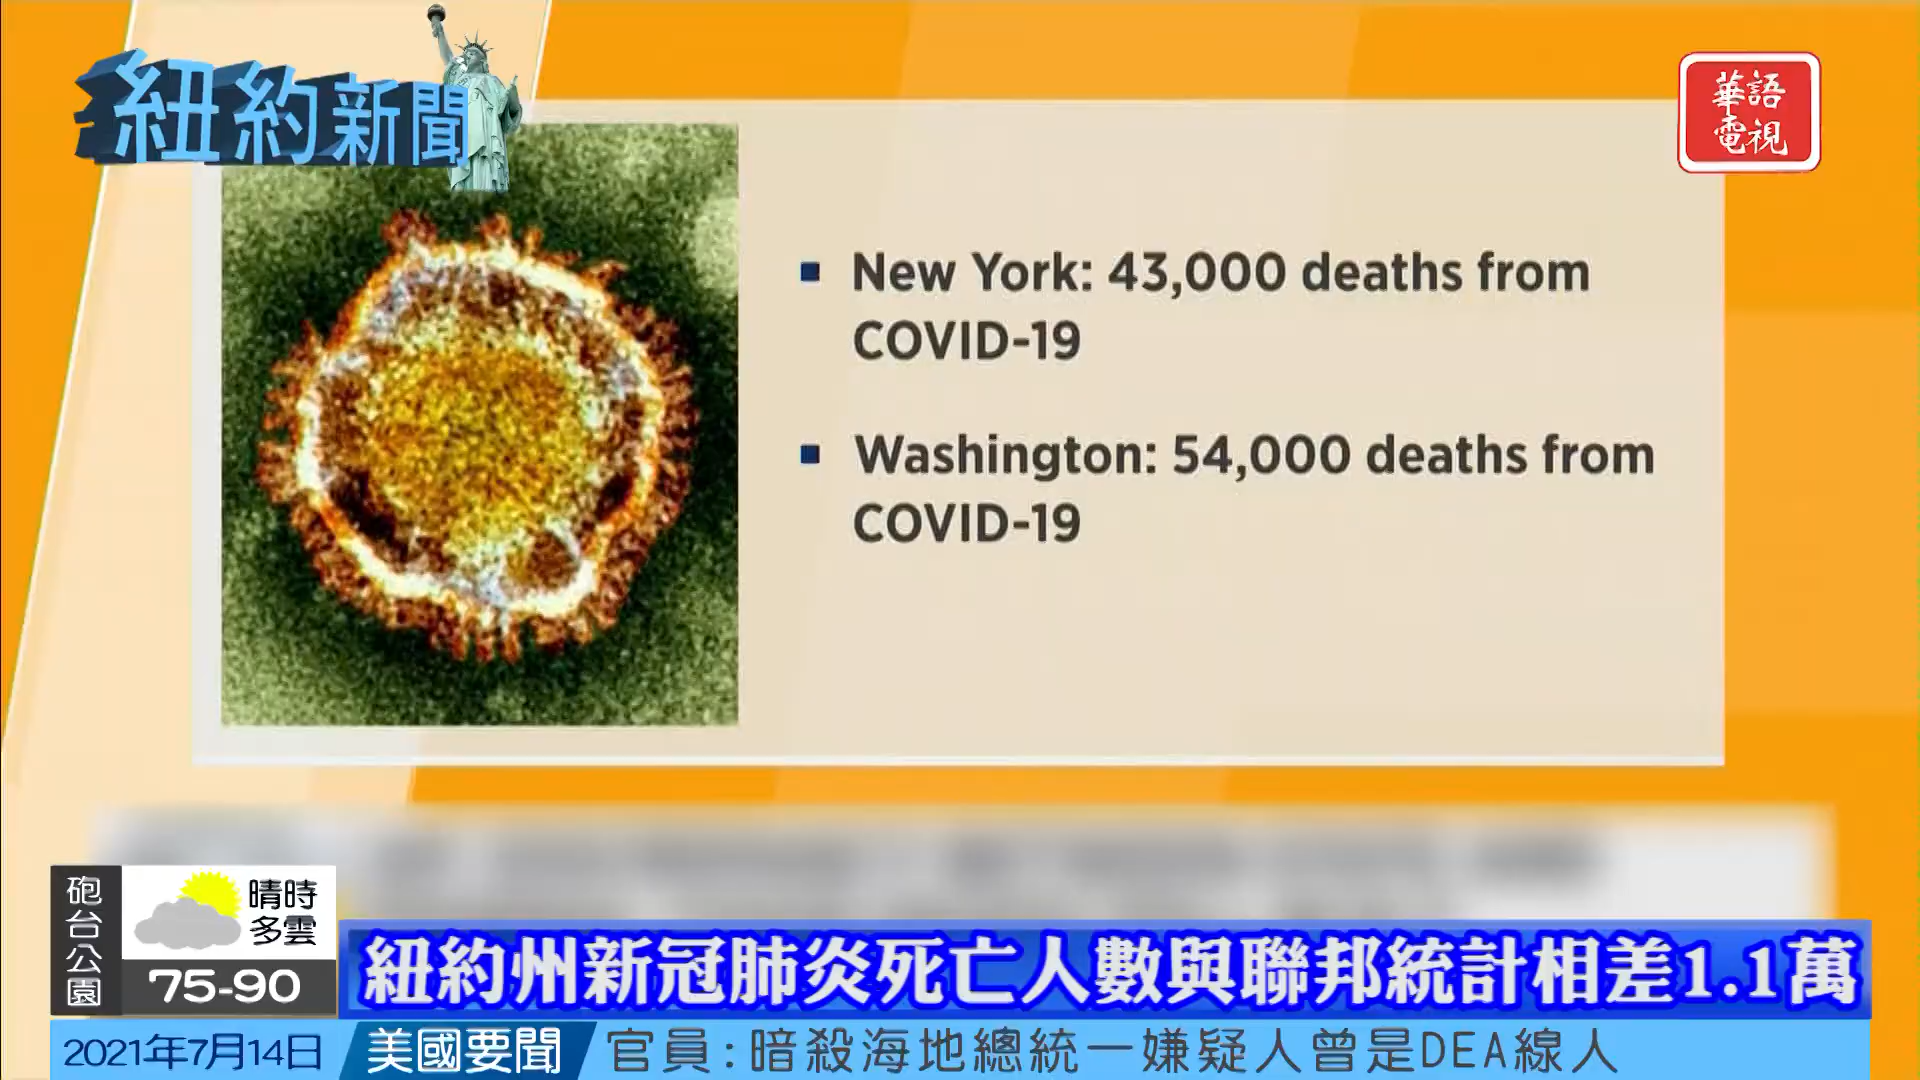 紐約新聞
華語
電視
New York: 43,000 deaths from
COVID-19
Washington: 54,000 deaths from
COVID-19
砲台公園
晴時
多雲
75-90
紐約州新冠肺炎死亡人數與聯邦統計相差1.1萬
2021年7月14日
美國要聞
官員:暗殺海地總統一嫌疑人曾是DEA線人